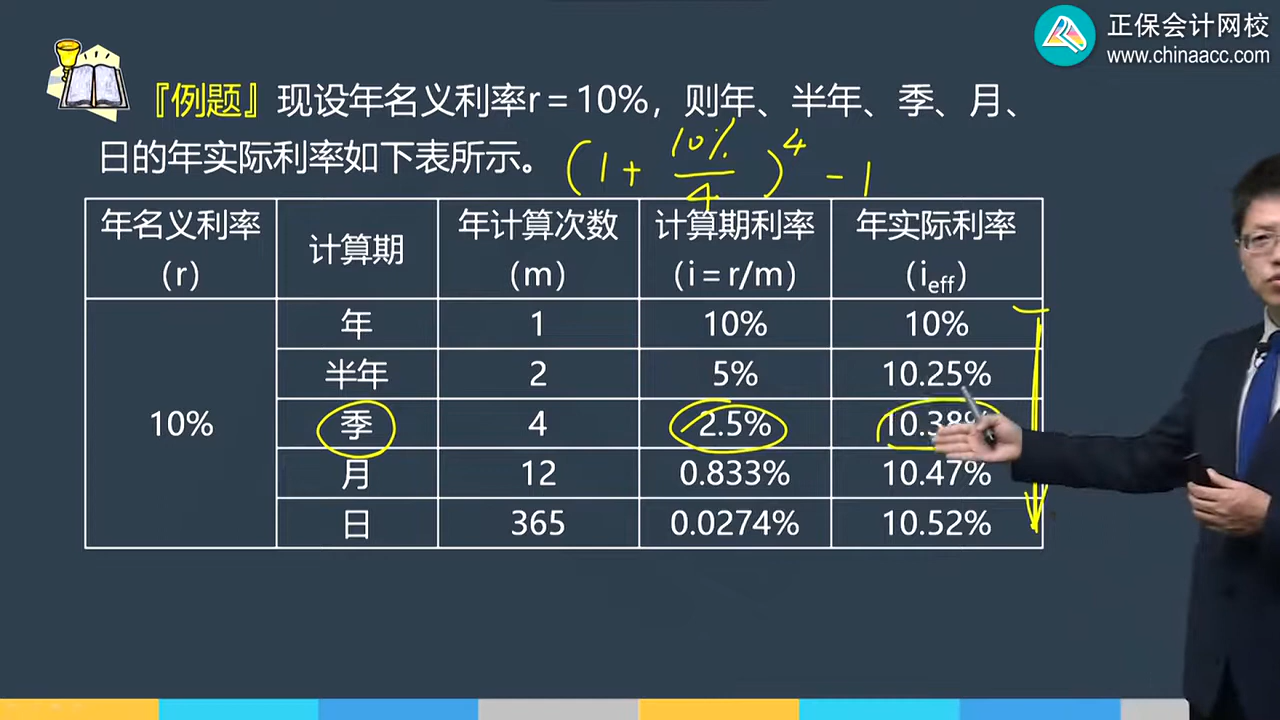 正保会计网校
www.chinaacc.com
『例题』现设年名义利率r=10%，则年、半年、季、月、
日的年实际利率如下表所示。
(1+10%/4)^4-1
年名义利率（r） 计算期 年计算次数（m） 计算期利率（i=r/m） 年实际利率（i_eff）
10%
年 1 10% 10%
半年 2 5% 10.25%
季 4 2.5% 10.38%
月 12 0.833% 10.47%
日 365 0.0274% 10.52%